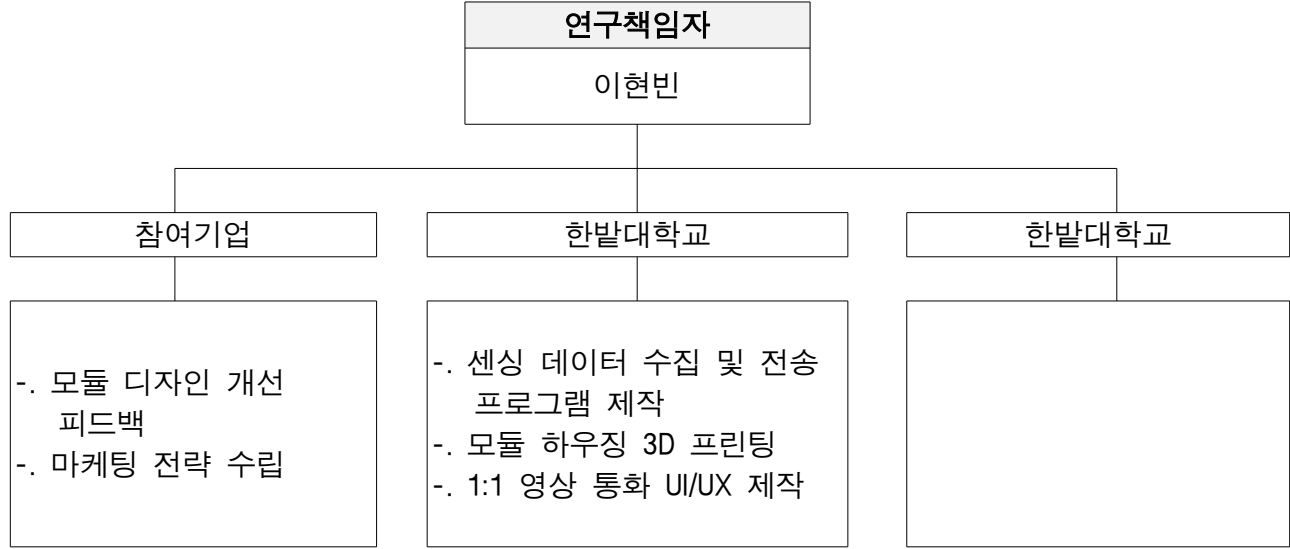 연구책임자
이현빈
참여기업
한밭대학교
한밭대학교
-. 모듈 디자인 개선
피드백
-. 마케팅 전략 수립
-. 센싱 데이터 수집 및 전송
프로그램 제작
-. 모듈 하우징 3D 프린팅
-. 1:1 영상 통화 UI/UX 제작